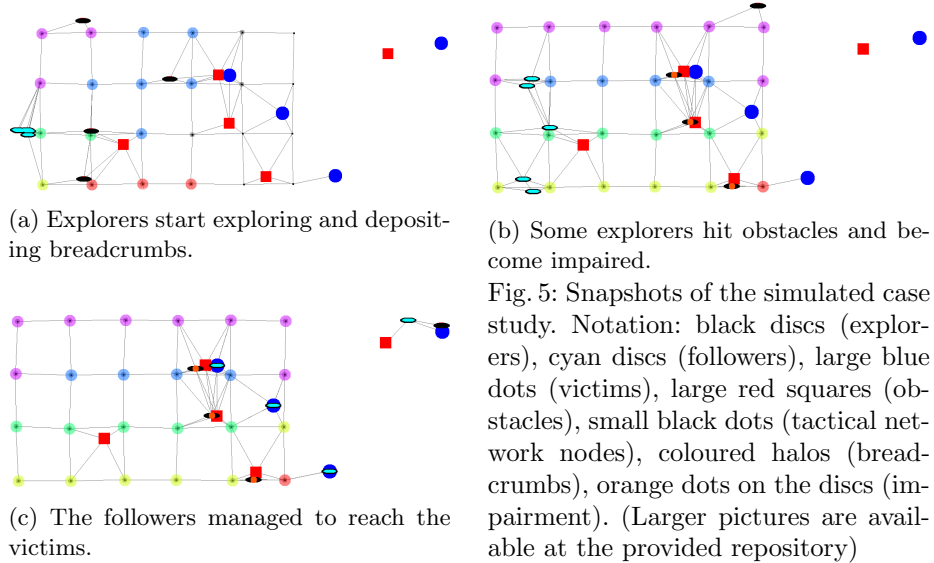 (a) Explorers start exploring and deposit-
ing breadcrumbs.
(b) Some explorers hit obstacles and be-
come impaired.
(c) The followers managed to reach the
victims.
Fig. 5: Snapshots of the simulated case
study. Notation: black discs (explor-
ers), cyan discs (followers), large blue
dots (victims), large red squares (ob-
stacles), small black dots (tactical net-
work nodes), coloured halos (bread-
crumbs), orange dots on the discs (im-
pairment). (Larger pictures are avail-
able at the provided repository)